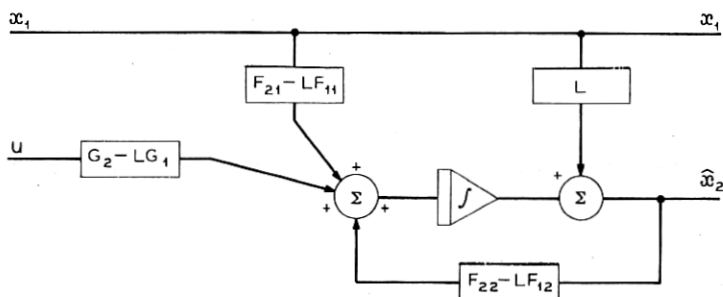 x₁ x₁
F₂₁ − LF₁₁
L
u
G₂ − LG₁
+
+ Σ +
∫
+ Σ
x̂₂
F₂₂ − LF₁₂